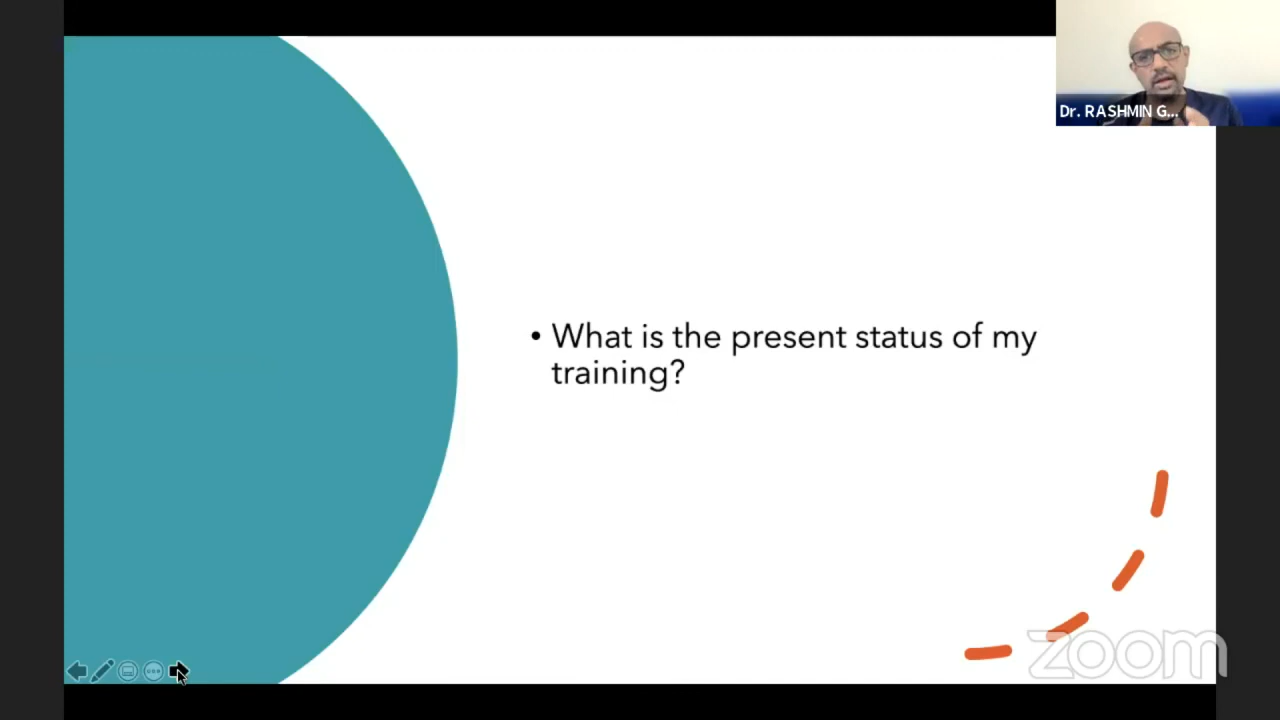 Dr. RASHMIN G...
• What is the present status of my
training?
zoom